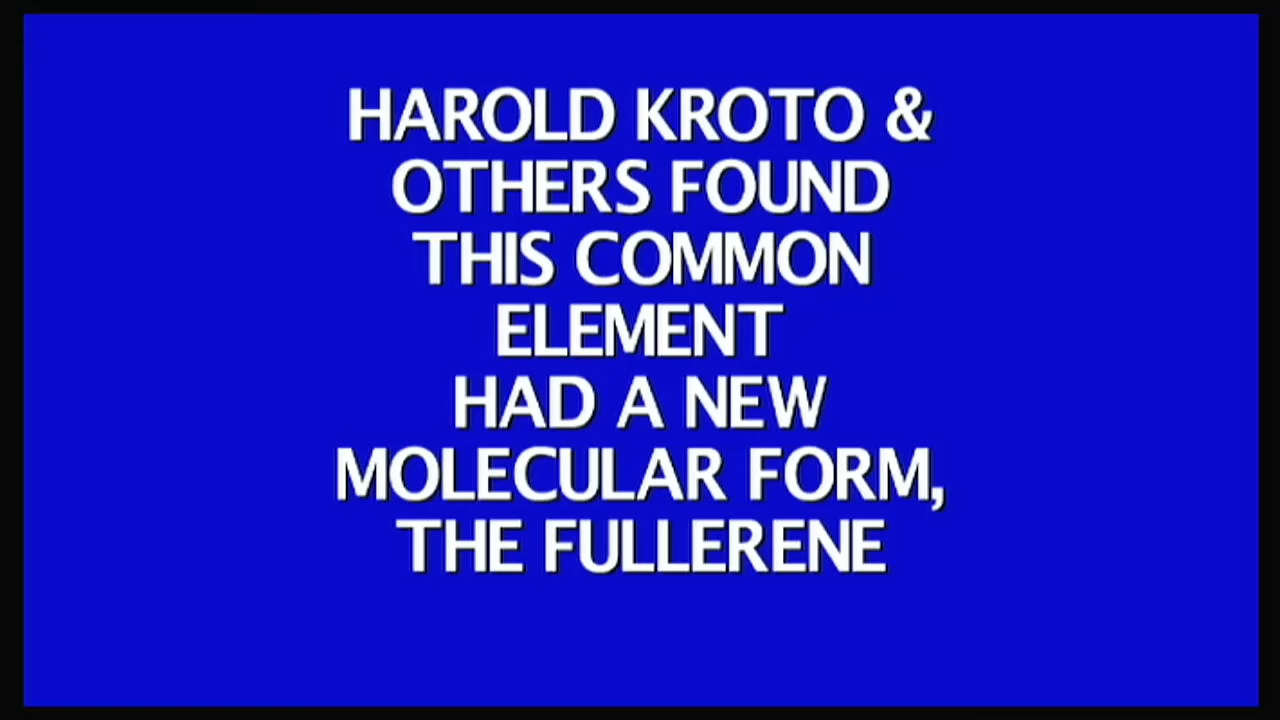 HAROLD KROTO &
OTHERS FOUND
THIS COMMON
ELEMENT
HAD A NEW
MOLECULAR FORM,
THE FULLERENE